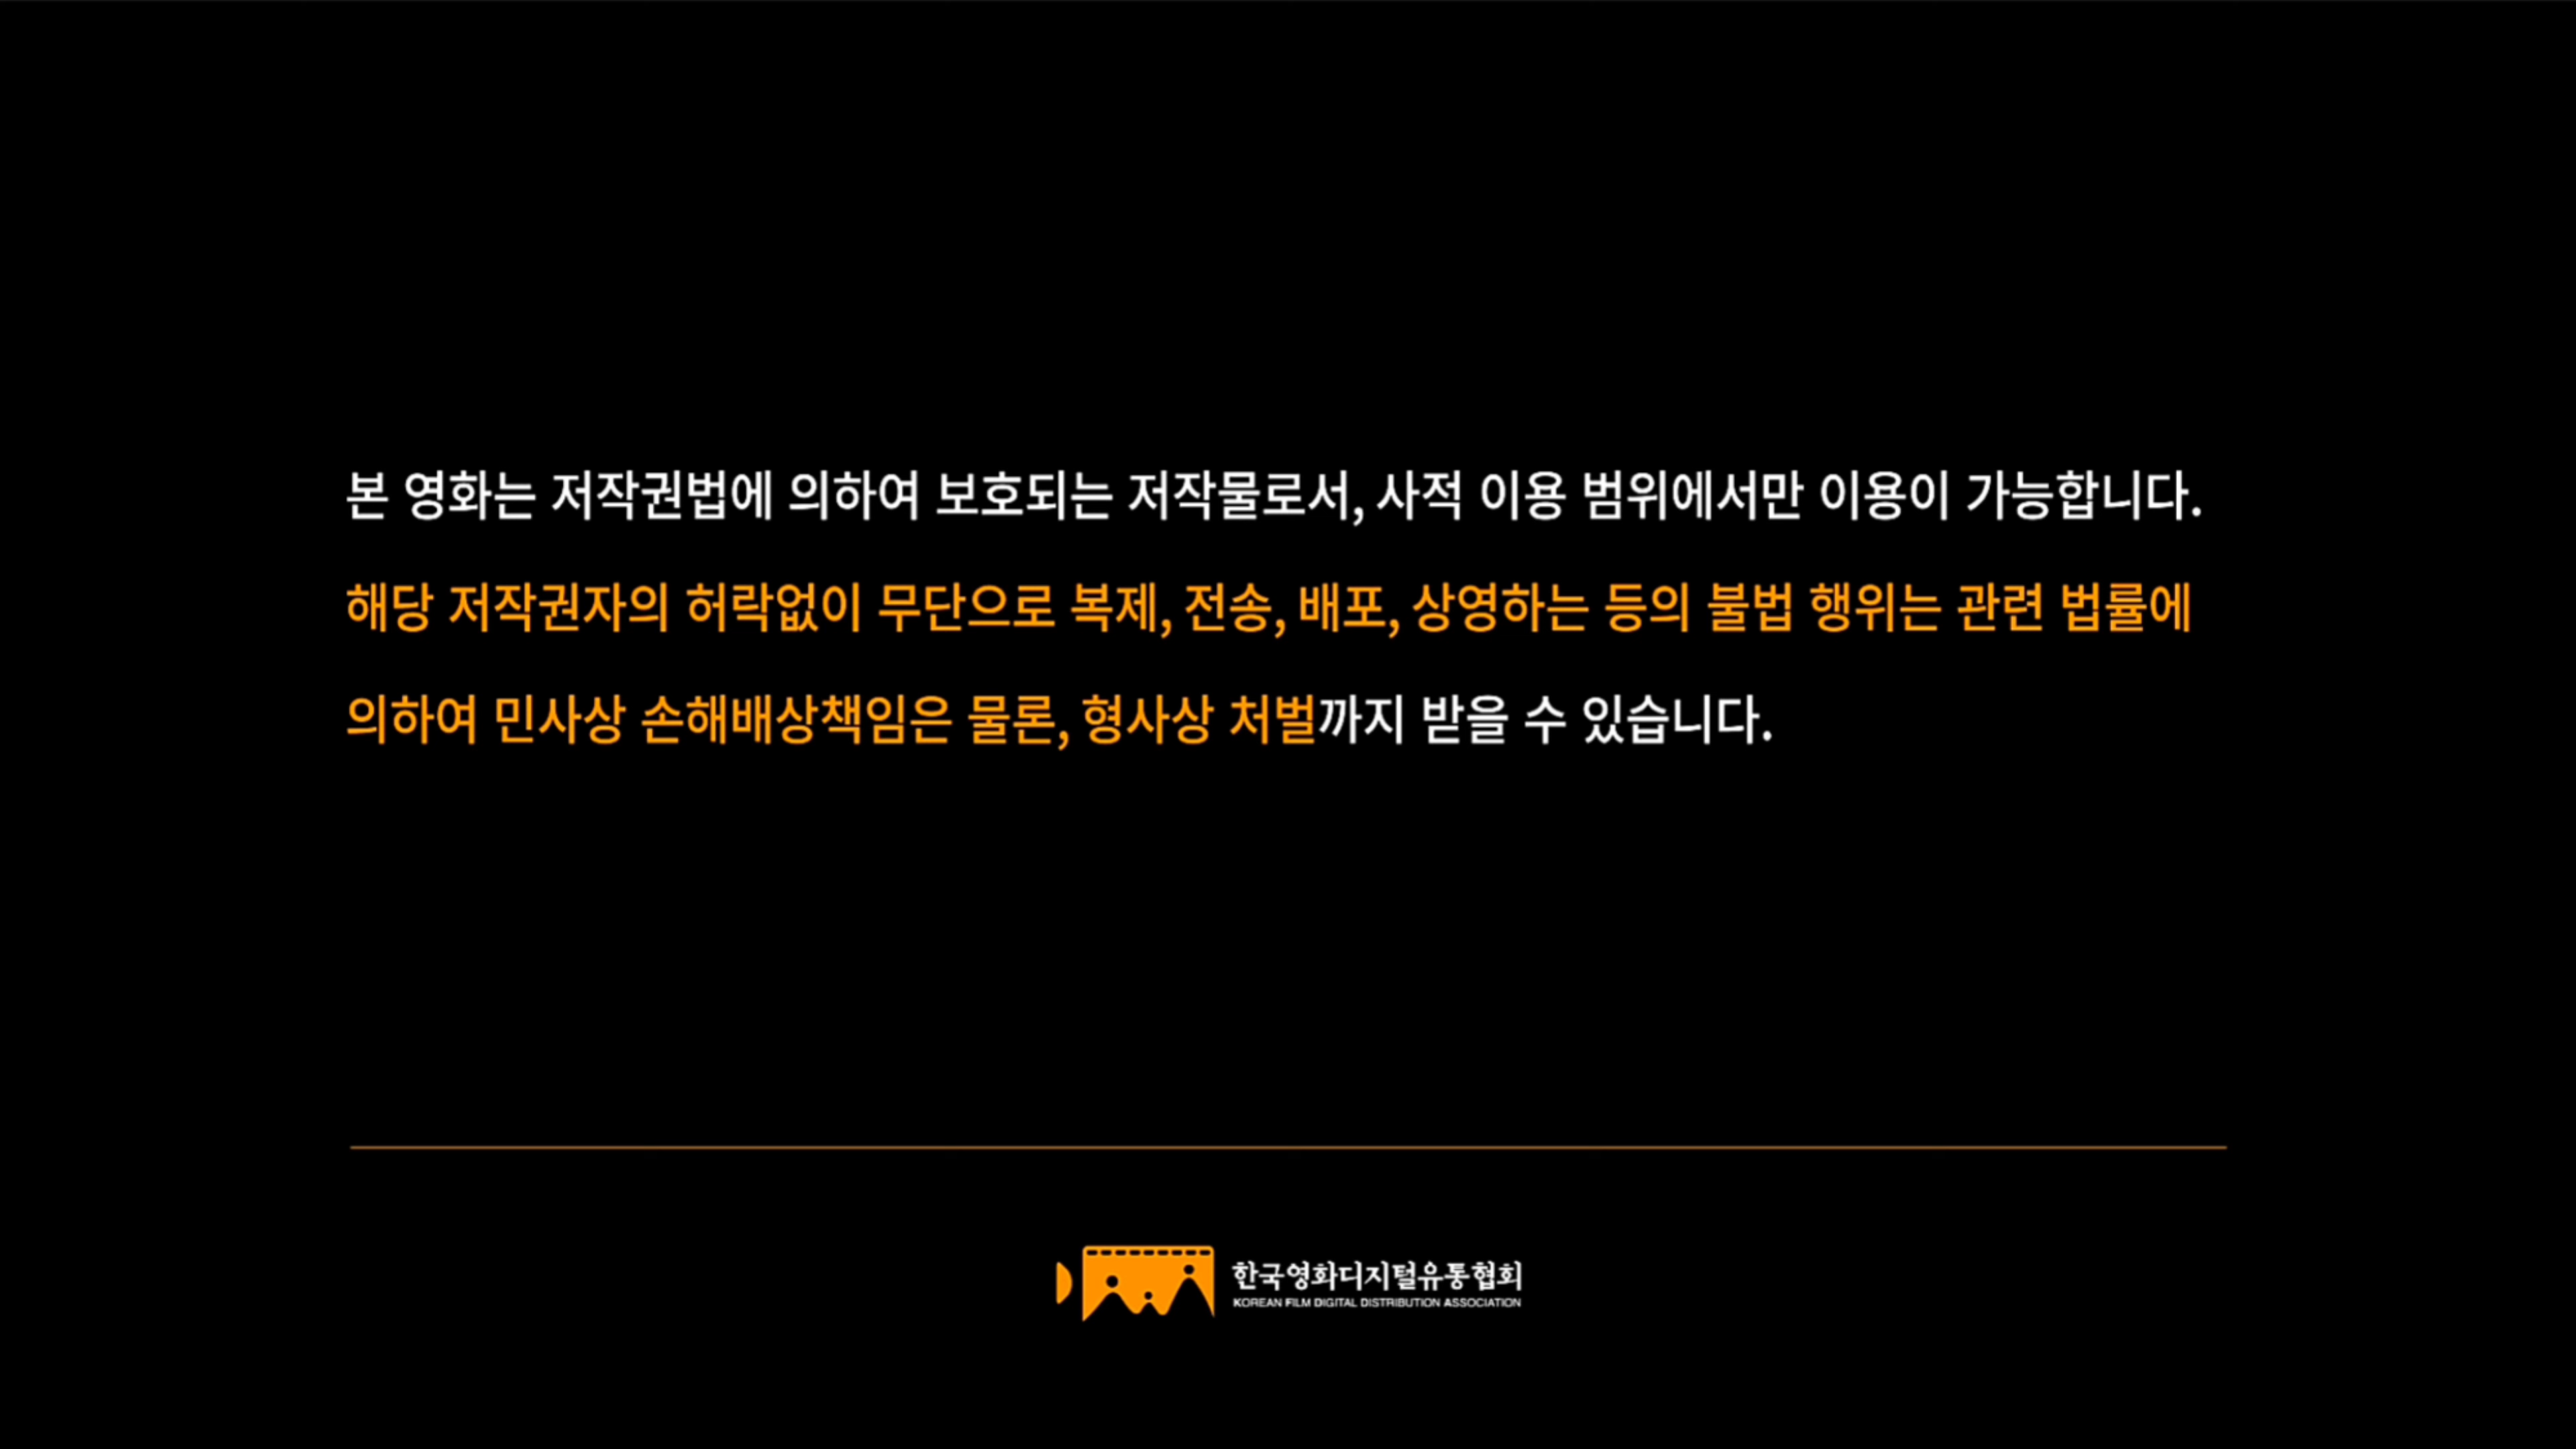 본 영화는 저작권법에 의하여 보호되는 저작물로서, 사적 이용 범위에서만 이용이 가능합니다.
해당 저작권자의 허락없이 무단으로 복제, 전송, 배포, 상영하는 등의 불법 행위는 관련 법률에
의하여 민사상 손해배상책임은 물론, 형사상 처벌까지 받을 수 있습니다.
한국영화디지털유통협회
KOREAN FILM DIGITAL DISTRIBUTION ASSOCIATION